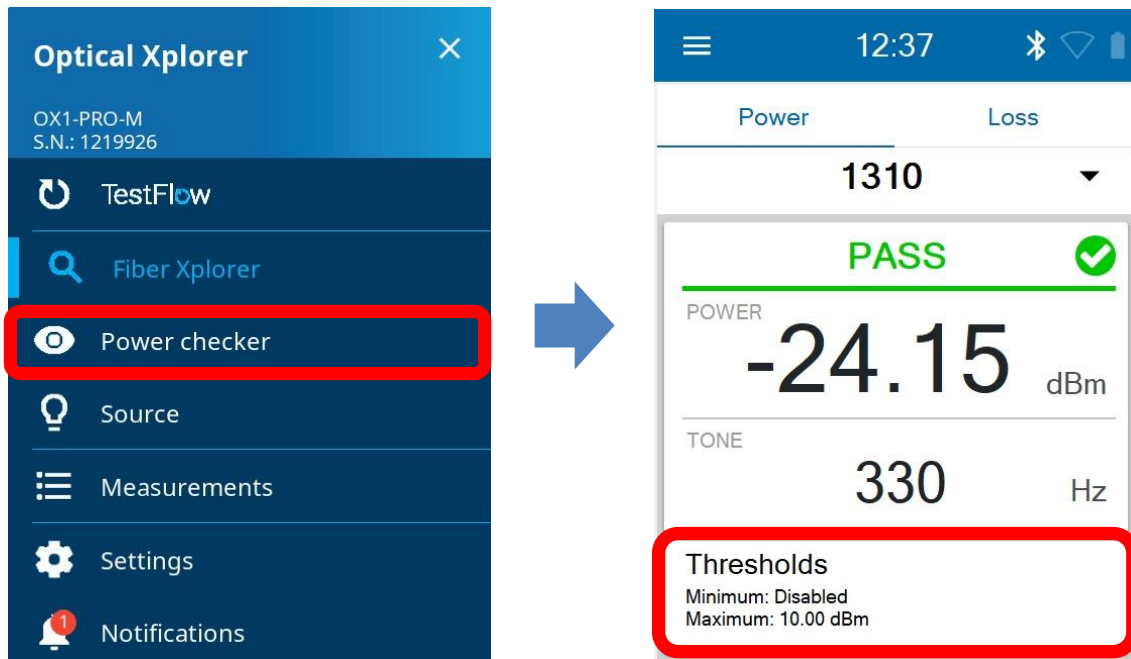 Optical Xplorer
OX1-PRO-M
S.N.: 1219926
TestFlow
Fiber Xplorer
Power checker
Source
Measurements
Settings
1
Notifications
12:37
Power Loss
1310
PASS
POWER
-24.15 dBm
TONE
330 Hz
Thresholds
Minimum: Disabled
Maximum: 10.00 dBm